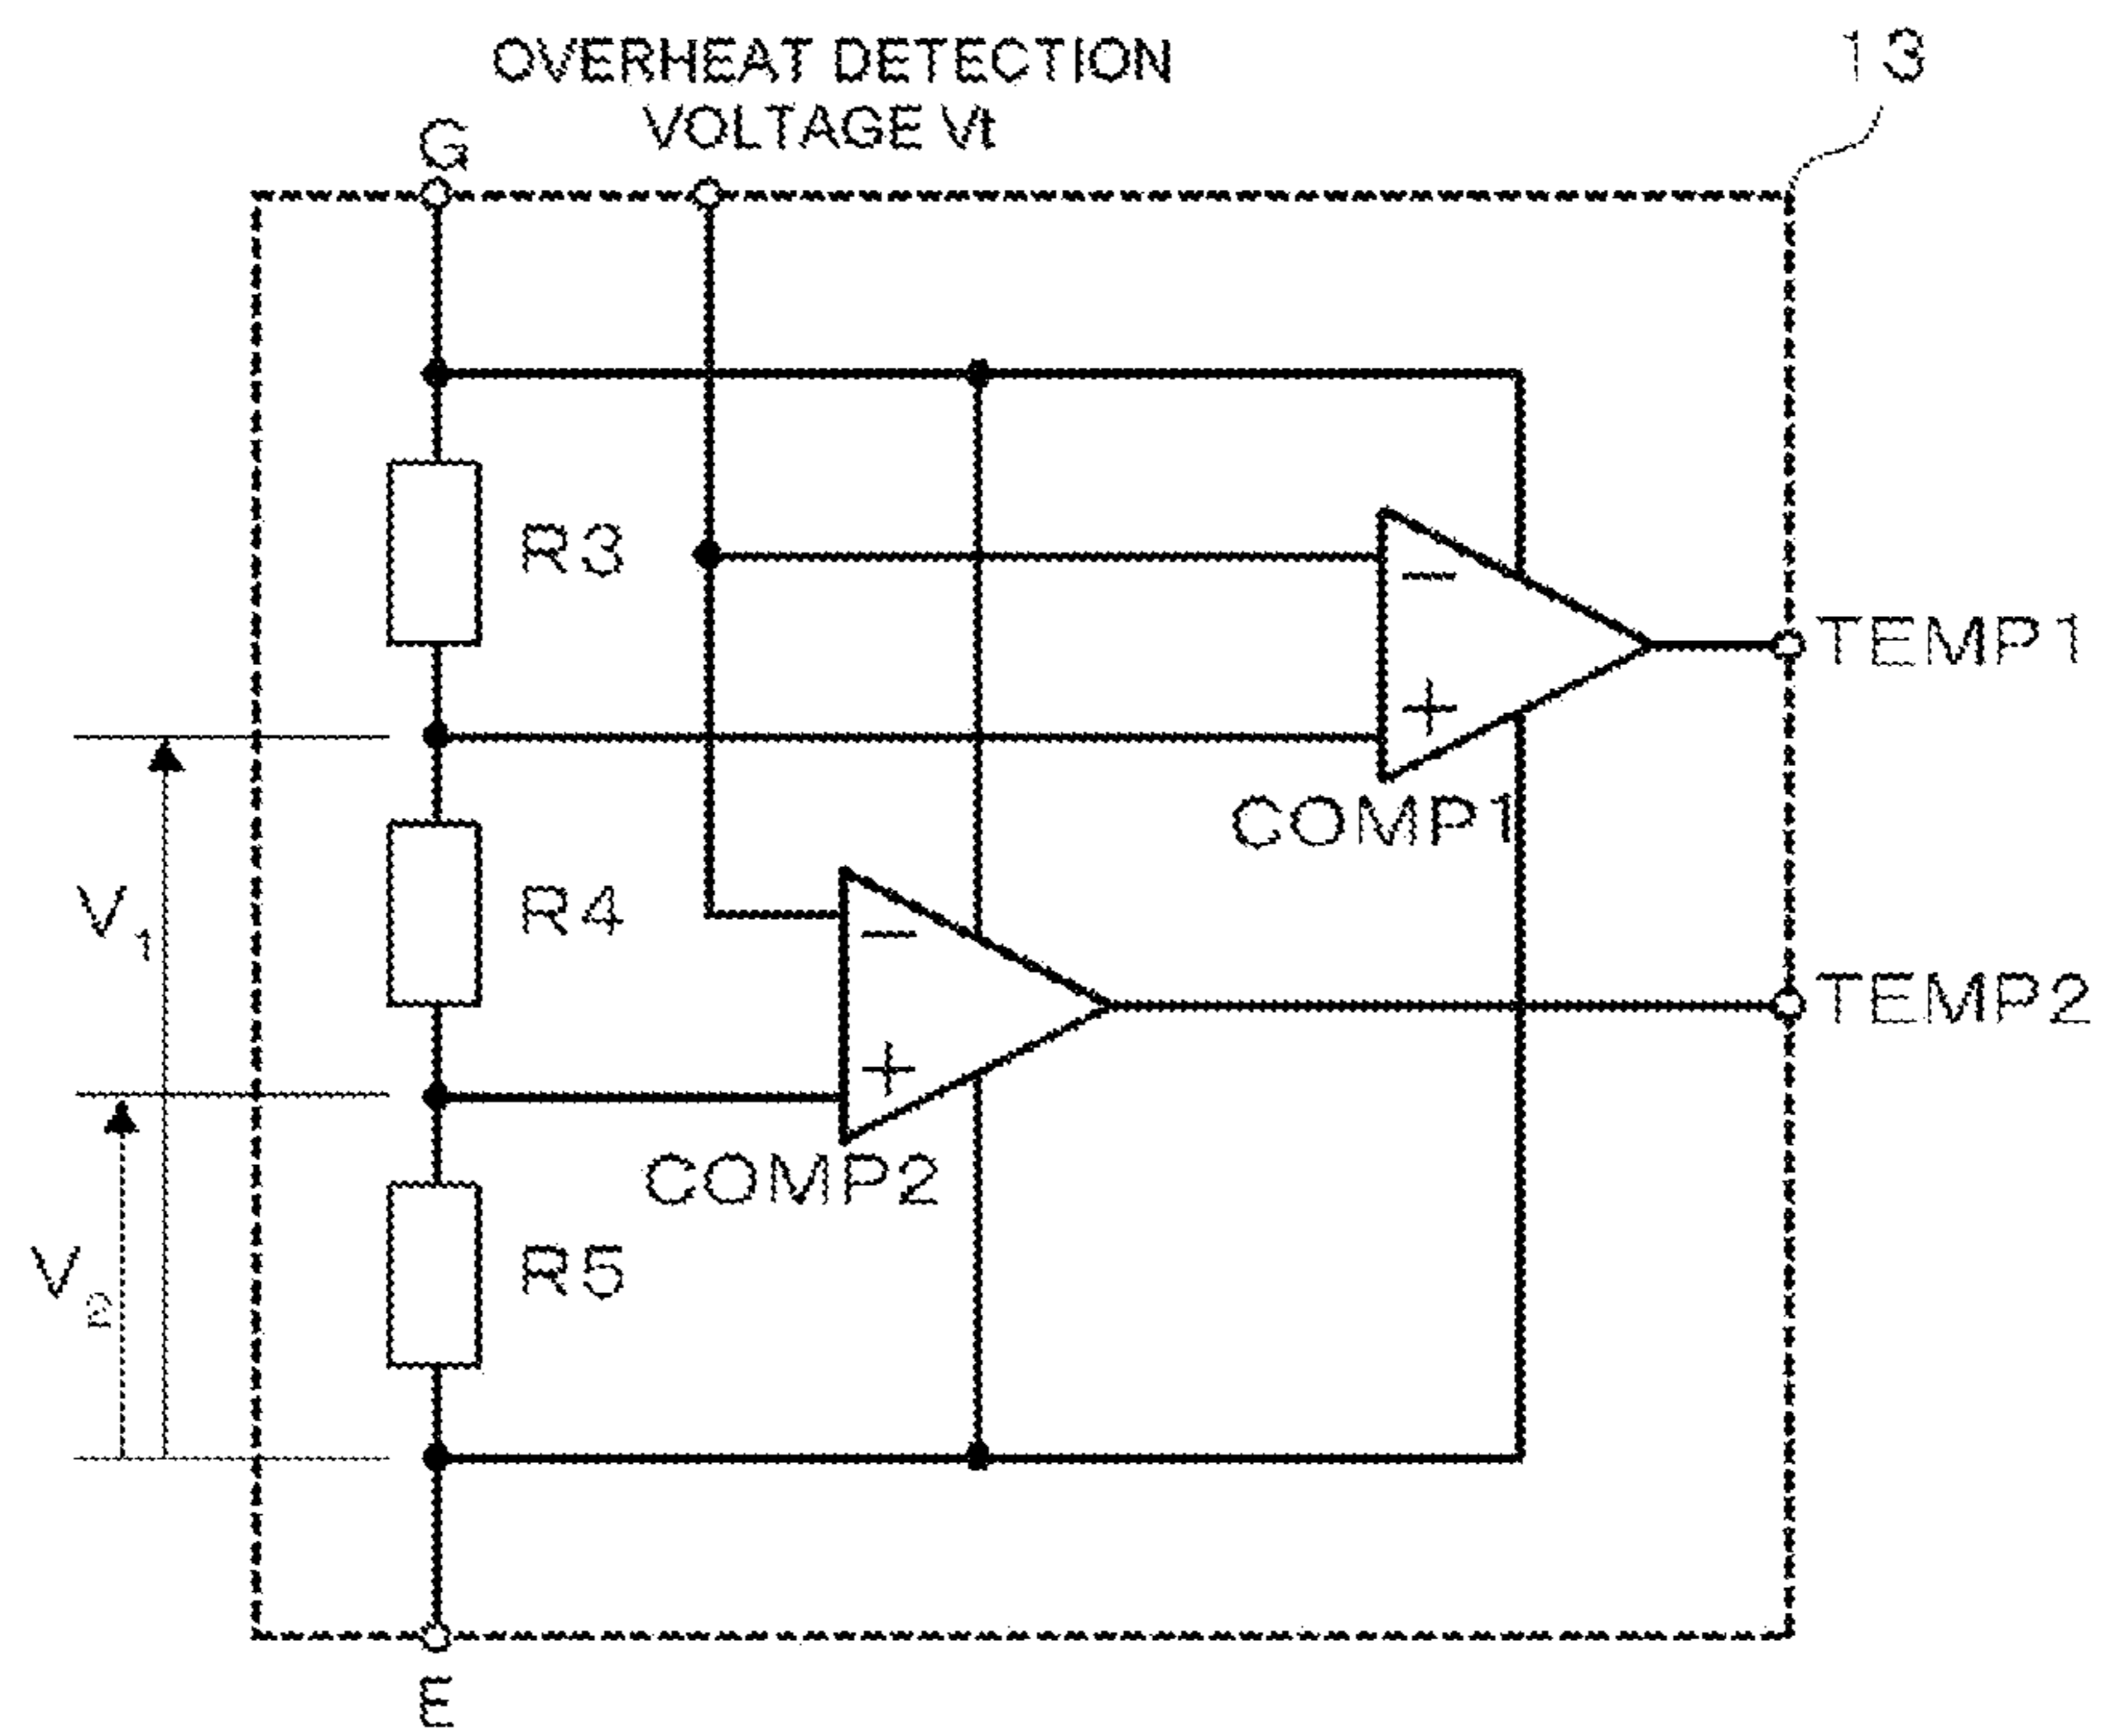 OVERHEAT DETECTION
VOLTAGE Vt
13
G
R3
−
+
COMP1
TEMP1
V1
R4
−
+
COMP2
TEMP2
V2
R5
E